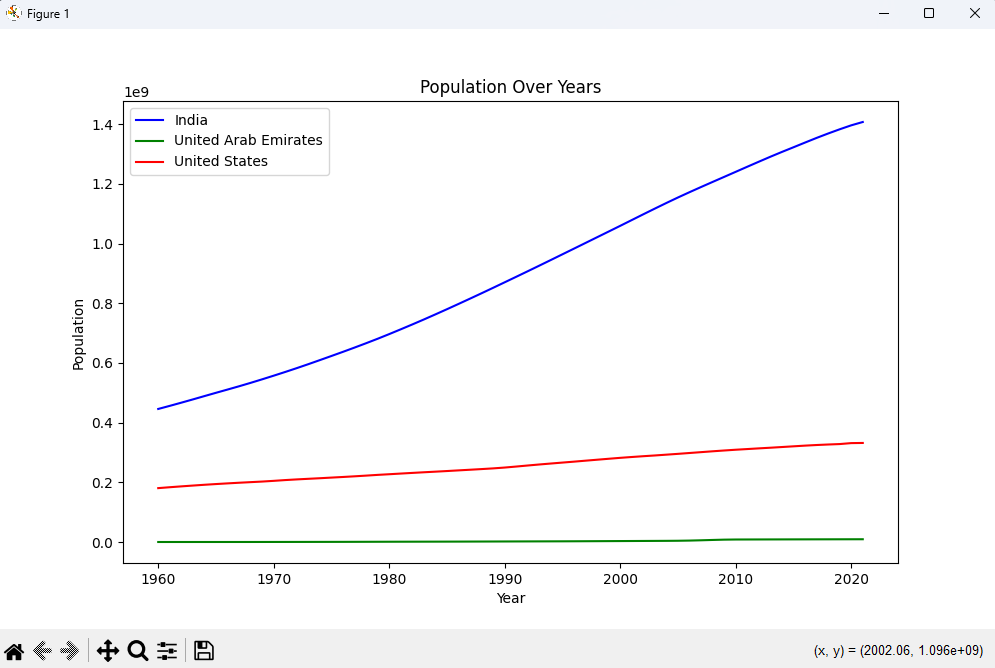 Figure 1
Population Over Years
1e9
India
United Arab Emirates
United States
1.4
1.2
1.0
0.8
0.6
0.4
0.2
0.0
Population
1960 1970 1980 1990 2000 2010 2020
Year
(x, y) = (2002.06, 1.096e+09)